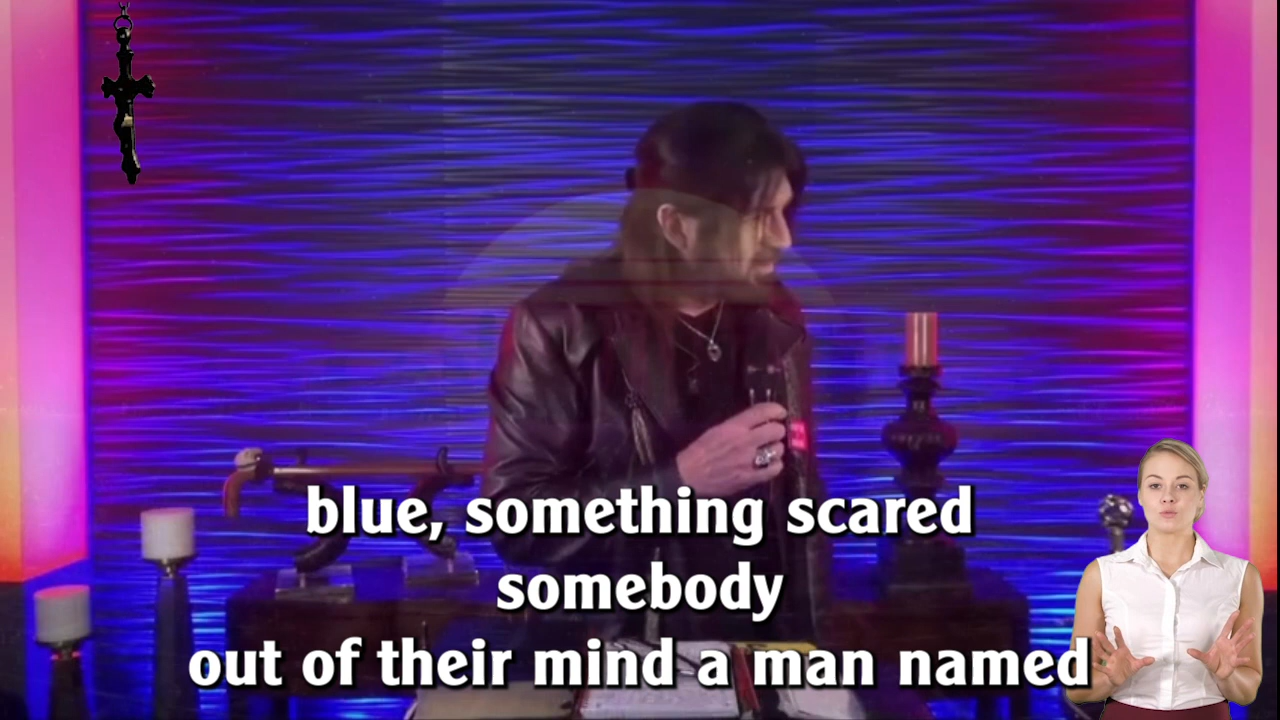 blue, something scared
somebody
out of their mind a man named